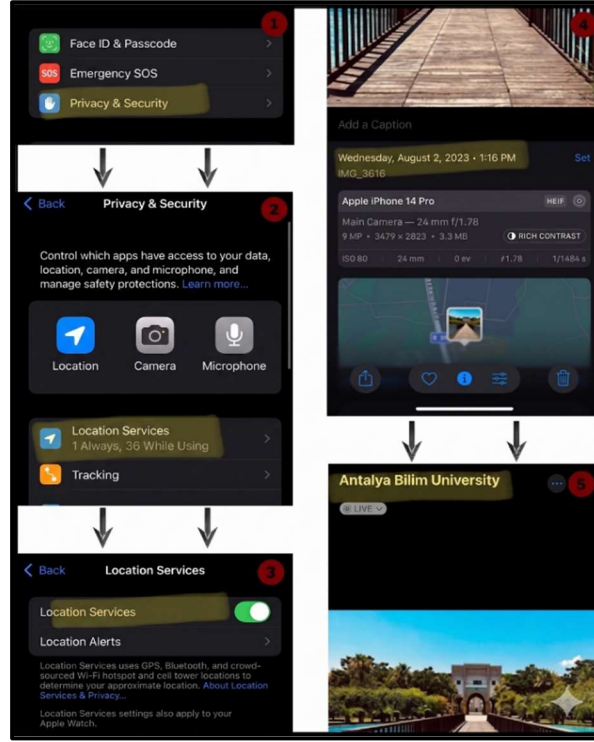 1
Face ID & Passcode
SOS Emergency SOS
Privacy & Security
Back Privacy & Security
2
Control which apps have access to your data,
location, camera, and microphone, and
manage safety protections. Learn more...
Location Camera Microphone
Location Services
1 Always, 36 While Using
Tracking
Back Location Services
3
Location Services
Location Alerts
Location Services uses GPS, Bluetooth, and crowd-
sourced Wi-Fi hotspot and cell tower locations to
determine your approximate location. About Location
Services & Privacy...
Location Services settings also apply to your
Apple Watch.
4
Add a Caption
Wednesday, August 2, 2023 • 1:16 PM Set
IMG_3616
Apple iPhone 14 Pro HEIF
Main Camera — 24 mm f/1.78
9 MP • 3479 × 2823 • 3.3 MB RICH CONTRAST
ISO 80 24 mm 0 ev ƒ1.78 1/1484 s
Antalya Bilim University
5
LIVE